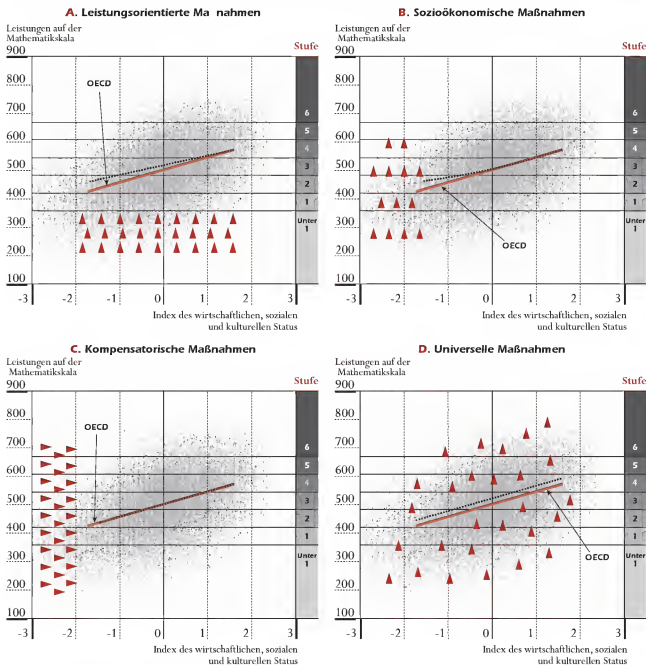 A. Leistungsorientierte Ma nahmen
Leistungen auf der
Mathematikskala
Stufe
900
800
700
600
500
400
300
200
100
OECD
6
5
4
3
2
1
Unter
1
-3 -2 -1 0 1 2 3
Index des wirtschaftlichen, sozialen
und kulturellen Status
B. Sozioökonomische Maßnahmen
Leistungen auf der
Mathematikskala
Stufe
900
800
700
600
500
400
300
200
100
OECD
6
5
4
3
2
1
Unter
1
-3 -2 -1 0 1 2 3
Index des wirtschaftlichen, sozialen
und kulturellen Status
C. Kompensatorische Maßnahmen
Leistungen auf der
Mathematikskala
Stufe
900
800
700
600
500
400
300
200
100
OECD
6
5
4
3
2
1
Unter
1
-3 -2 -1 0 1 2 3
Index des wirtschaftlichen, sozialen
und kulturellen Status
D. Universelle Maßnahmen
Leistungen auf der
Mathematikskala
Stufe
900
800
700
600
500
400
300
200
100
OECD
6
5
4
3
2
1
Unter
1
-3 -2 -1 0 1 2 3
Index des wirtschaftlichen, sozialen
und kulturellen Status